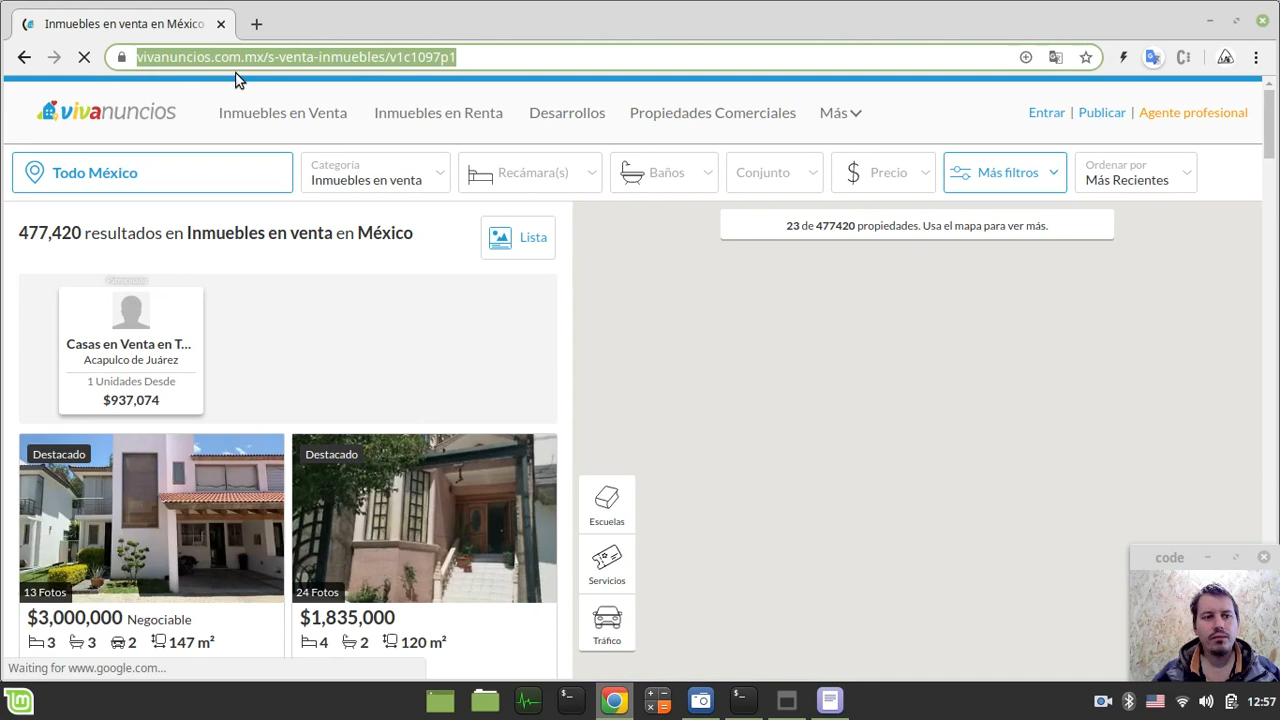 Inmuebles en venta en México
vivanuncios.com.mx/s-venta-inmuebles/v1c1097p1
vivanuncios
Inmuebles en Venta
Inmuebles en Renta
Desarrollos
Propiedades Comerciales
Más
Entrar | Publicar | Agente profesional
Todo México
Categoría
Inmuebles en venta
Recámara(s)
Baños
Conjunto
Precio
Más filtros
Ordenar por
Más Recientes
477,420 resultados en Inmuebles en venta en México
Lista
23 de 477420 propiedades. Usa el mapa para ver más.
Patrocinado
Casas en Venta en T...
Acapulco de Juárez
1 Unidades Desde
$937,074
Destacado
13 Fotos
$3,000,000 Negociable
3 3 2 147 m²
Destacado
24 Fotos
$1,835,000
4 2 120 m²
Escuelas
Servicios
Tráfico
code
Waiting for www.google.com...
12:57